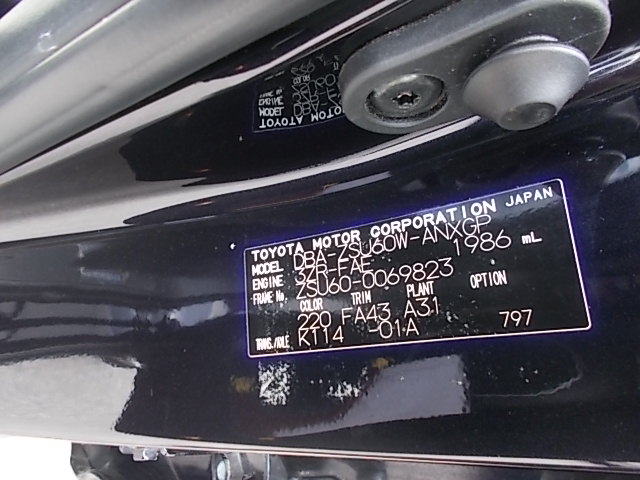 TOYOTA MOTOR CORPORATION JAPAN
MODEL DBA-ZSU60W-ANXGP
ENGINE 3ZR-FAE 1986 mL
FRAME No. ZSU60-0069823
COLOR TRIM PLANT OPTION
220 FA43 A31
TRANS./AXLE K114 -01A 797